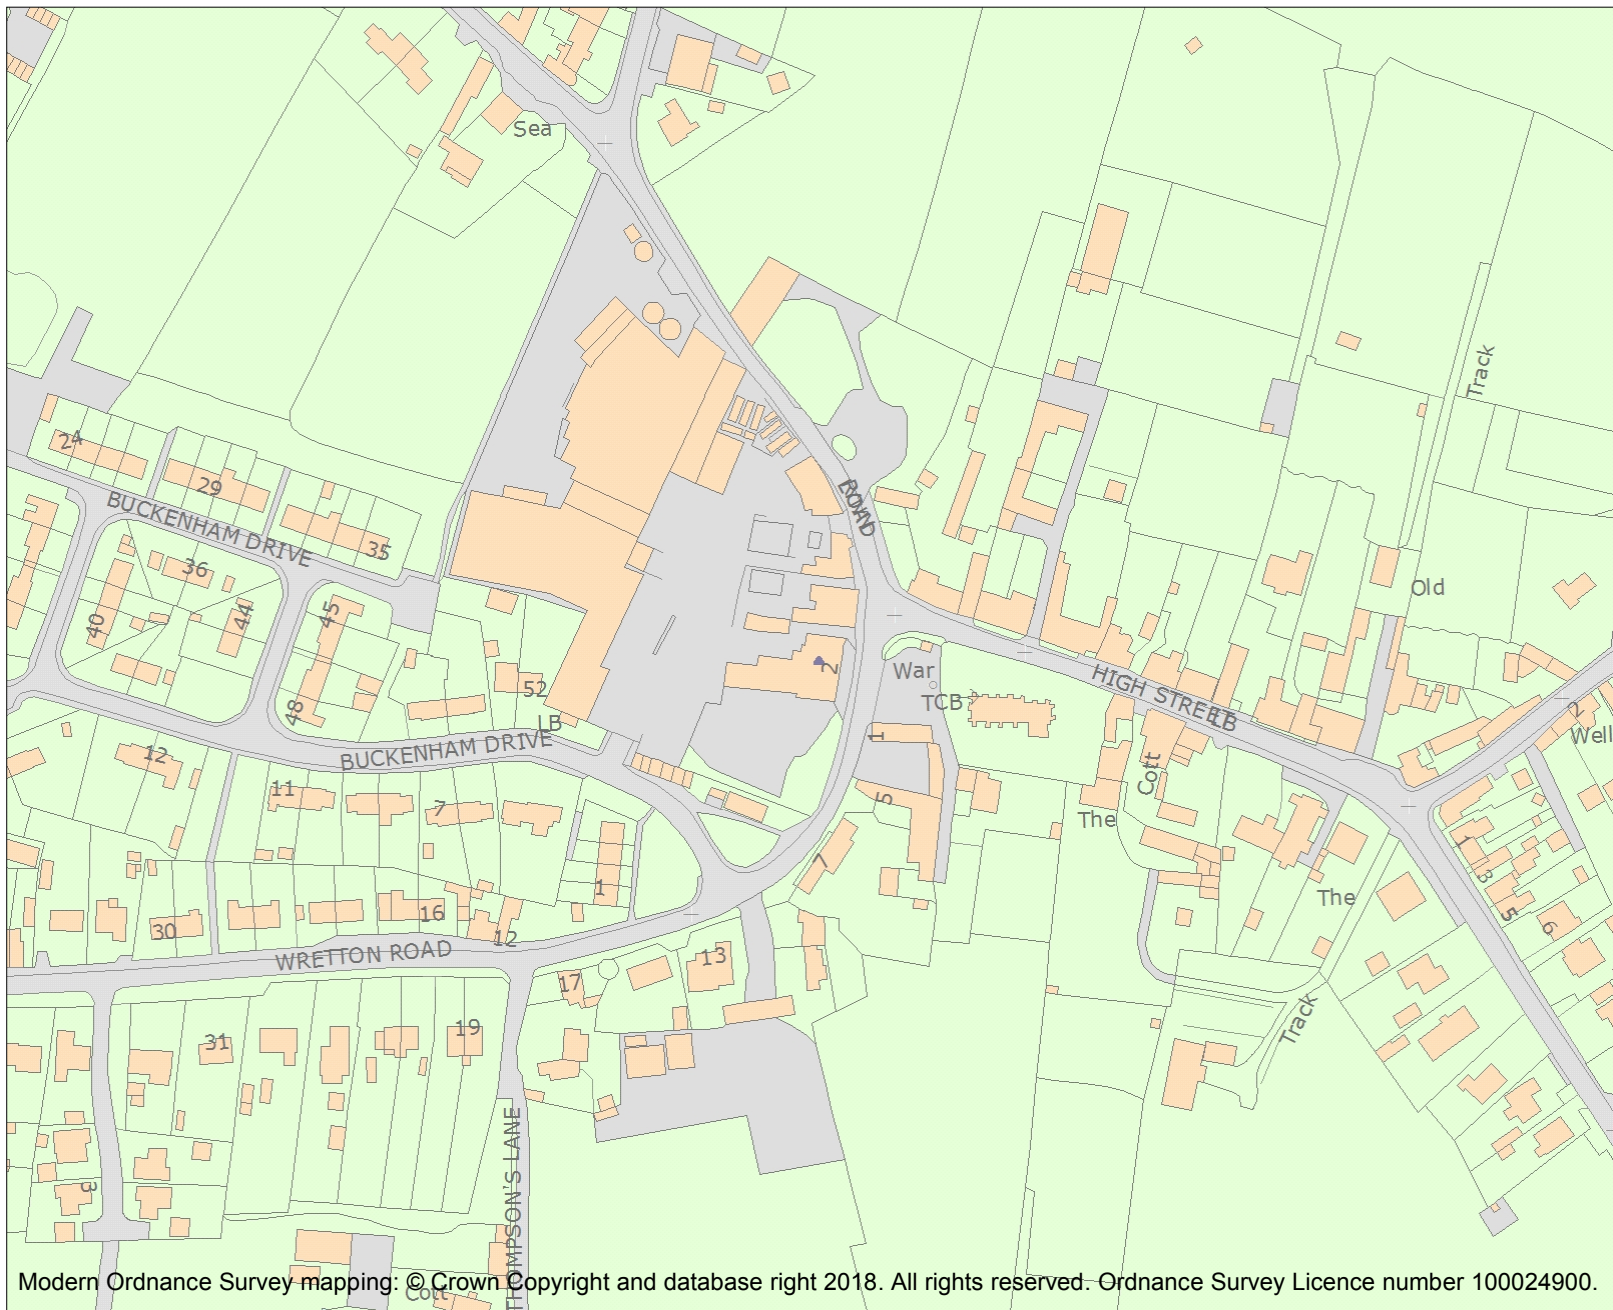 Sea
Track
24
29
BUCKENHAM DRIVE
35
36
40
44
45
48
ROAD
Old
52
LB
BUCKENHAM DRIVE
2
War
TCB
HIGH STREET
LB
2
Well
12
11
7
1
5
7
Cott
The
1
3
5
6
The
1
16
12
30
WRETTON ROAD
13
17
19
31
Track
3
THOMPSON'S LANE
Cott
Modern Ordnance Survey mapping: © Crown Copyright and database right 2018. All rights reserved. Ordnance Survey Licence number 100024900.